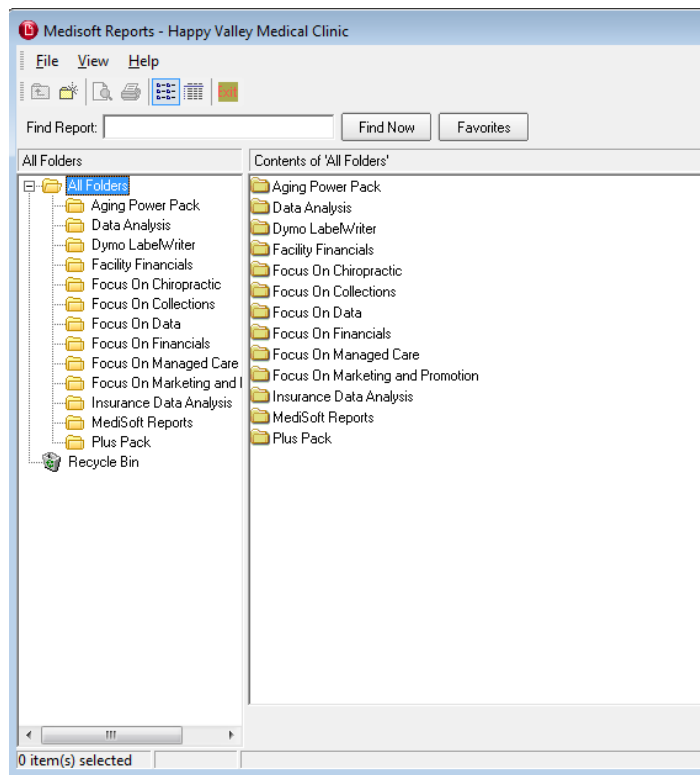 Medisoft Reports - Happy Valley Medical Clinic
File View Help
Exit
Find Report: Find Now Favorites
All Folders
All Folders
Aging Power Pack
Data Analysis
Dymo LabelWriter
Facility Financials
Focus On Chiropractic
Focus On Collections
Focus On Data
Focus On Financials
Focus On Managed Care
Focus On Marketing and
Insurance Data Analysis
MediSoft Reports
Plus Pack
Recycle Bin
Contents of 'All Folders'
Aging Power Pack
Data Analysis
Dymo LabelWriter
Facility Financials
Focus On Chiropractic
Focus On Collections
Focus On Data
Focus On Financials
Focus On Managed Care
Focus On Marketing and Promotion
Insurance Data Analysis
MediSoft Reports
Plus Pack
0 item(s) selected